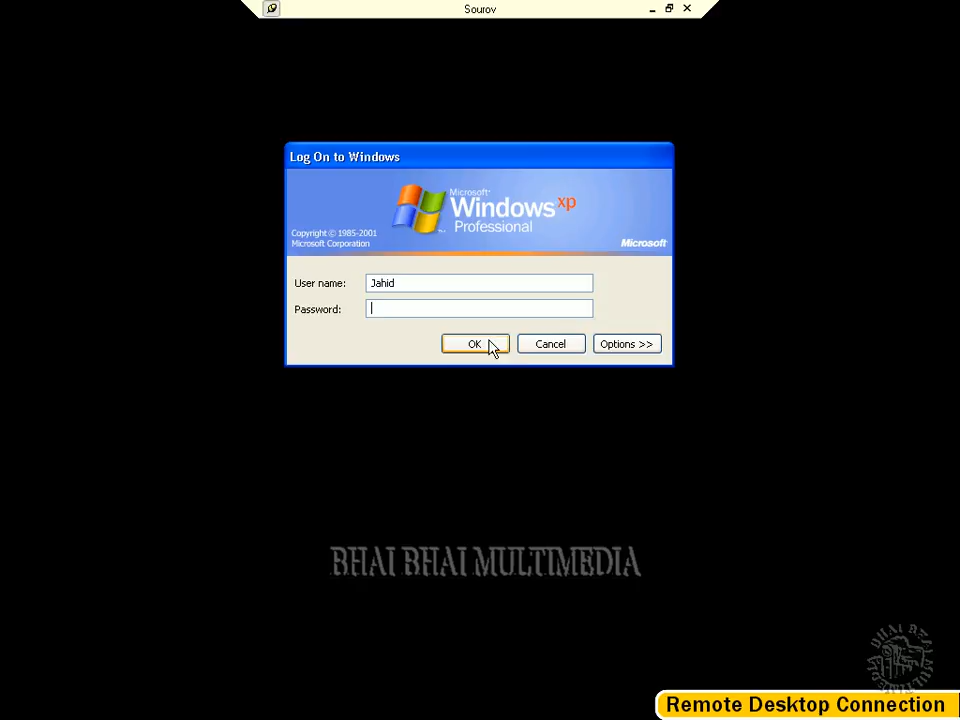 Sourov
Log On to Windows
Microsoft
Windows xp
Professional
Copyright © 1985-2001
Microsoft Corporation
Microsoft
User name: Jahid
Password:
OK Cancel Options >>
BHAI BHAI MULTIMEDIA
Remote Desktop Connection